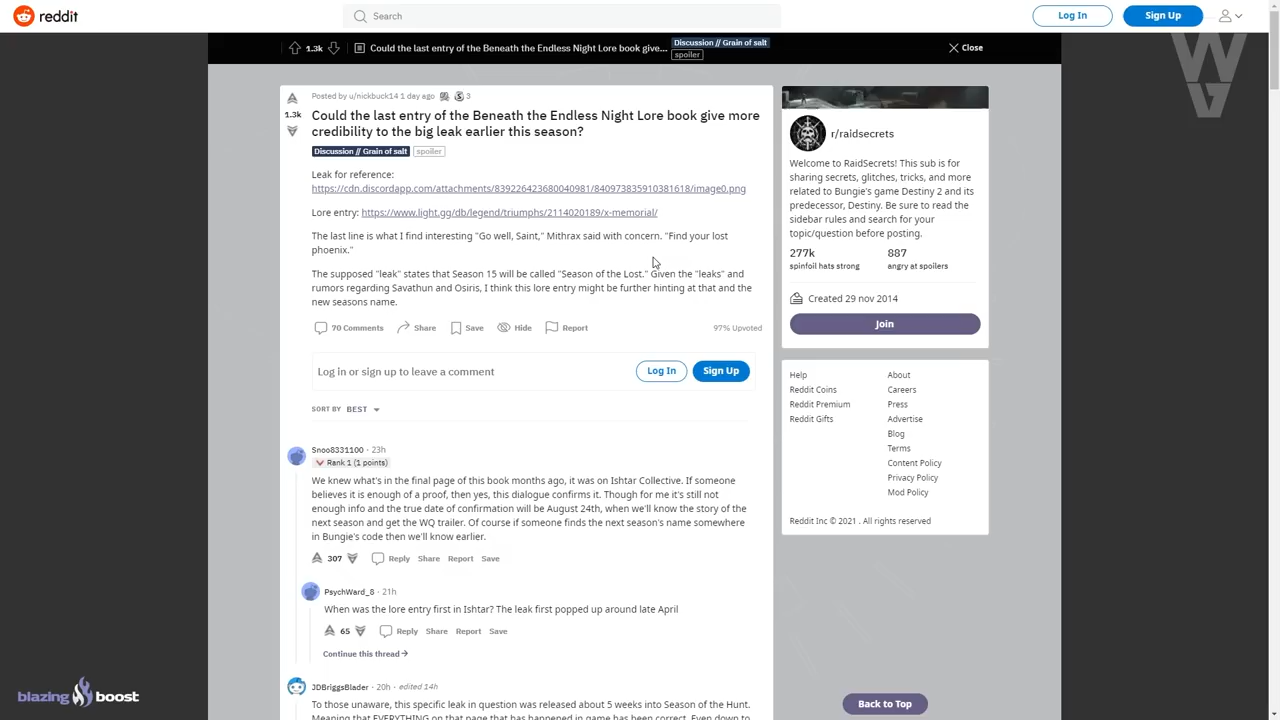 reddit
Search
Log In
Sign Up
1.3k
Could the last entry of the Beneath the Endless Night Lore book give...
Discussion // Grain of salt
spoiler
Close
Posted by u/nickbuck14 1 day ago
3
1.3k
Could the last entry of the Beneath the Endless Night Lore book give more
credibility to the big leak earlier this season?
Discussion // Grain of salt
spoiler
Leak for reference:
https://cdn.discordapp.com/attachments/839226423680040981/840973835910381618/image0.png
Lore entry: https://www.light.gg/db/legend/triumphs/2114020189/x-memorial/
The last line is what I find interesting "Go well, Saint," Mithrax said with concern. "Find your lost
phoenix."
The supposed "leak" states that Season 15 will be called "Season of the Lost." Given the "leaks" and
rumors regarding Savathun and Osiris, I think this lore entry might be further hinting at that and the
new seasons name.
70 Comments
Share
Save
Hide
Report
97% Upvoted
Log in or sign up to leave a comment
Log In
Sign Up
SORT BY BEST
Snoo8331100 · 23h
Rank 1 (1 points)
We knew what's in the final page of this book months ago, it was on Ishtar Collective. If someone
believes it is enough of a proof, then yes, this dialogue confirms it. Though for me it's still not
enough info and the true date of confirmation will be August 24th, when we'll know the story of the
next season and get the WQ trailer. Of course if someone finds the next season's name somewhere
in Bungie's code then we'll know earlier.
307
Reply
Share
Report
Save
PsychWard_8 · 21h
When was the lore entry first in Ishtar? The leak first popped up around late April
65
Reply
Share
Report
Save
Continue this thread
JDBriggsBlader · 20h · edited 14h
To those unaware, this specific leak in question was released about 5 weeks into Season of the Hunt.
Meaning that EVERYTHING on that page that has happened in game has been correct. Even down to
r/raidsecrets
Welcome to RaidSecrets! This sub is for
sharing secrets, glitches, tricks, and more
related to Bungie's game Destiny 2 and its
predecessor, Destiny. Be sure to read the
sidebar rules and search for your
topic/question before posting.
277k
887
spinfoil hats strong
angry at spoilers
Created 29 nov 2014
Join
Help
About
Reddit Coins
Careers
Reddit Premium
Press
Reddit Gifts
Advertise
Blog
Terms
Content Policy
Privacy Policy
Mod Policy
Reddit Inc © 2021 . All rights reserved
Back to Top
blazing boost